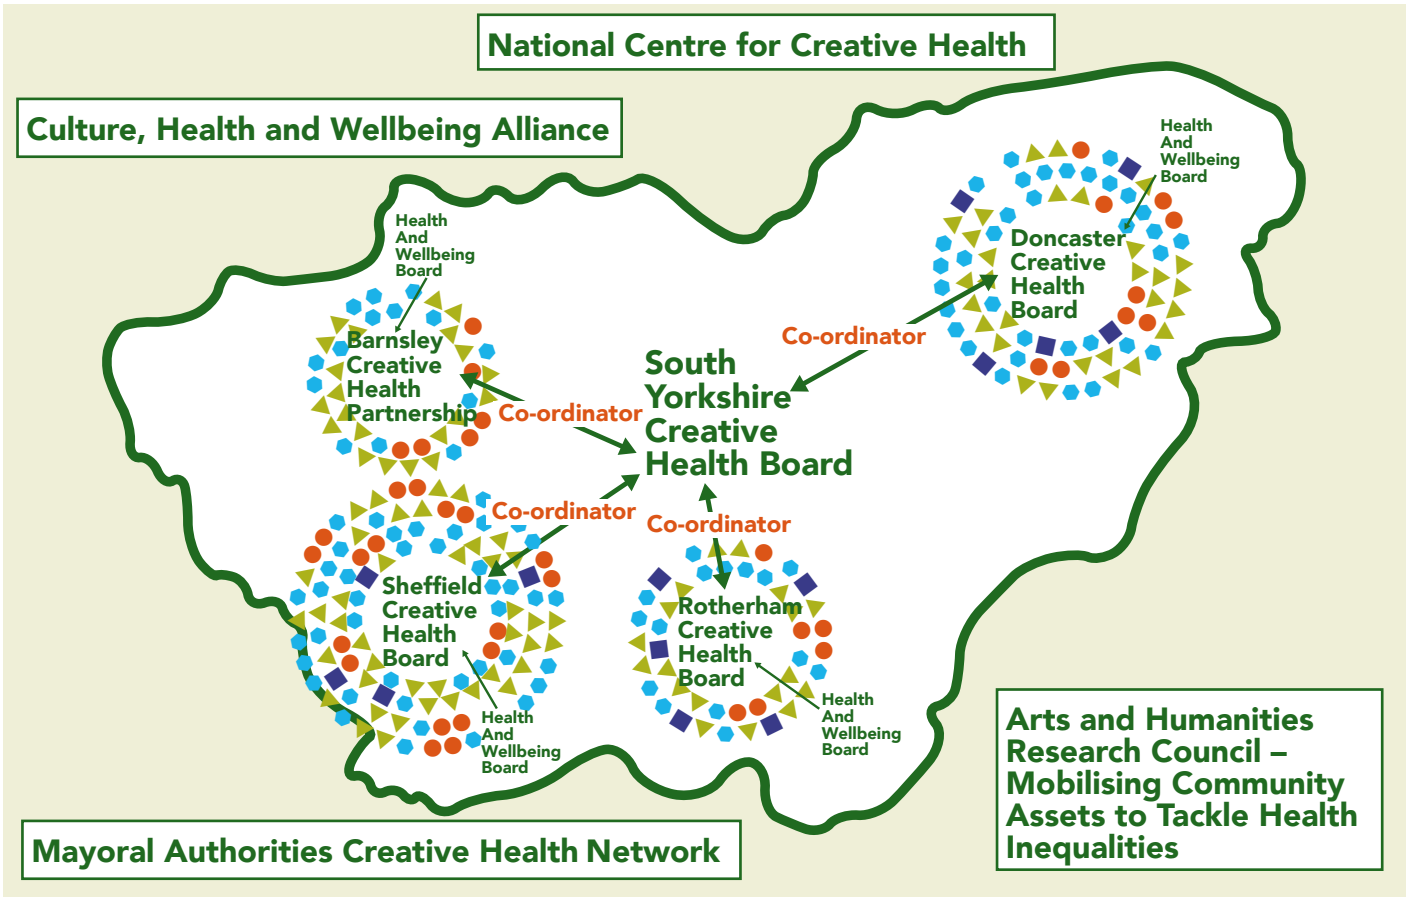 National Centre for Creative Health
Culture, Health and Wellbeing Alliance
Health
And
Wellbeing
Board
Health
And
Wellbeing
Board
Doncaster
Creative
Health
Board
Barnsley
Creative
Health
Partnership
Co-ordinator
South
Yorkshire
Creative
Health Board
Co-ordinator
Co-ordinator
Co-ordinator
Sheffield
Creative
Health
Board
Rotherham
Creative
Health
Board
Health
And
Wellbeing
Board
Health
And
Wellbeing
Board
Arts and Humanities
Research Council –
Mobilising Community
Assets to Tackle Health
Inequalities
Mayoral Authorities Creative Health Network